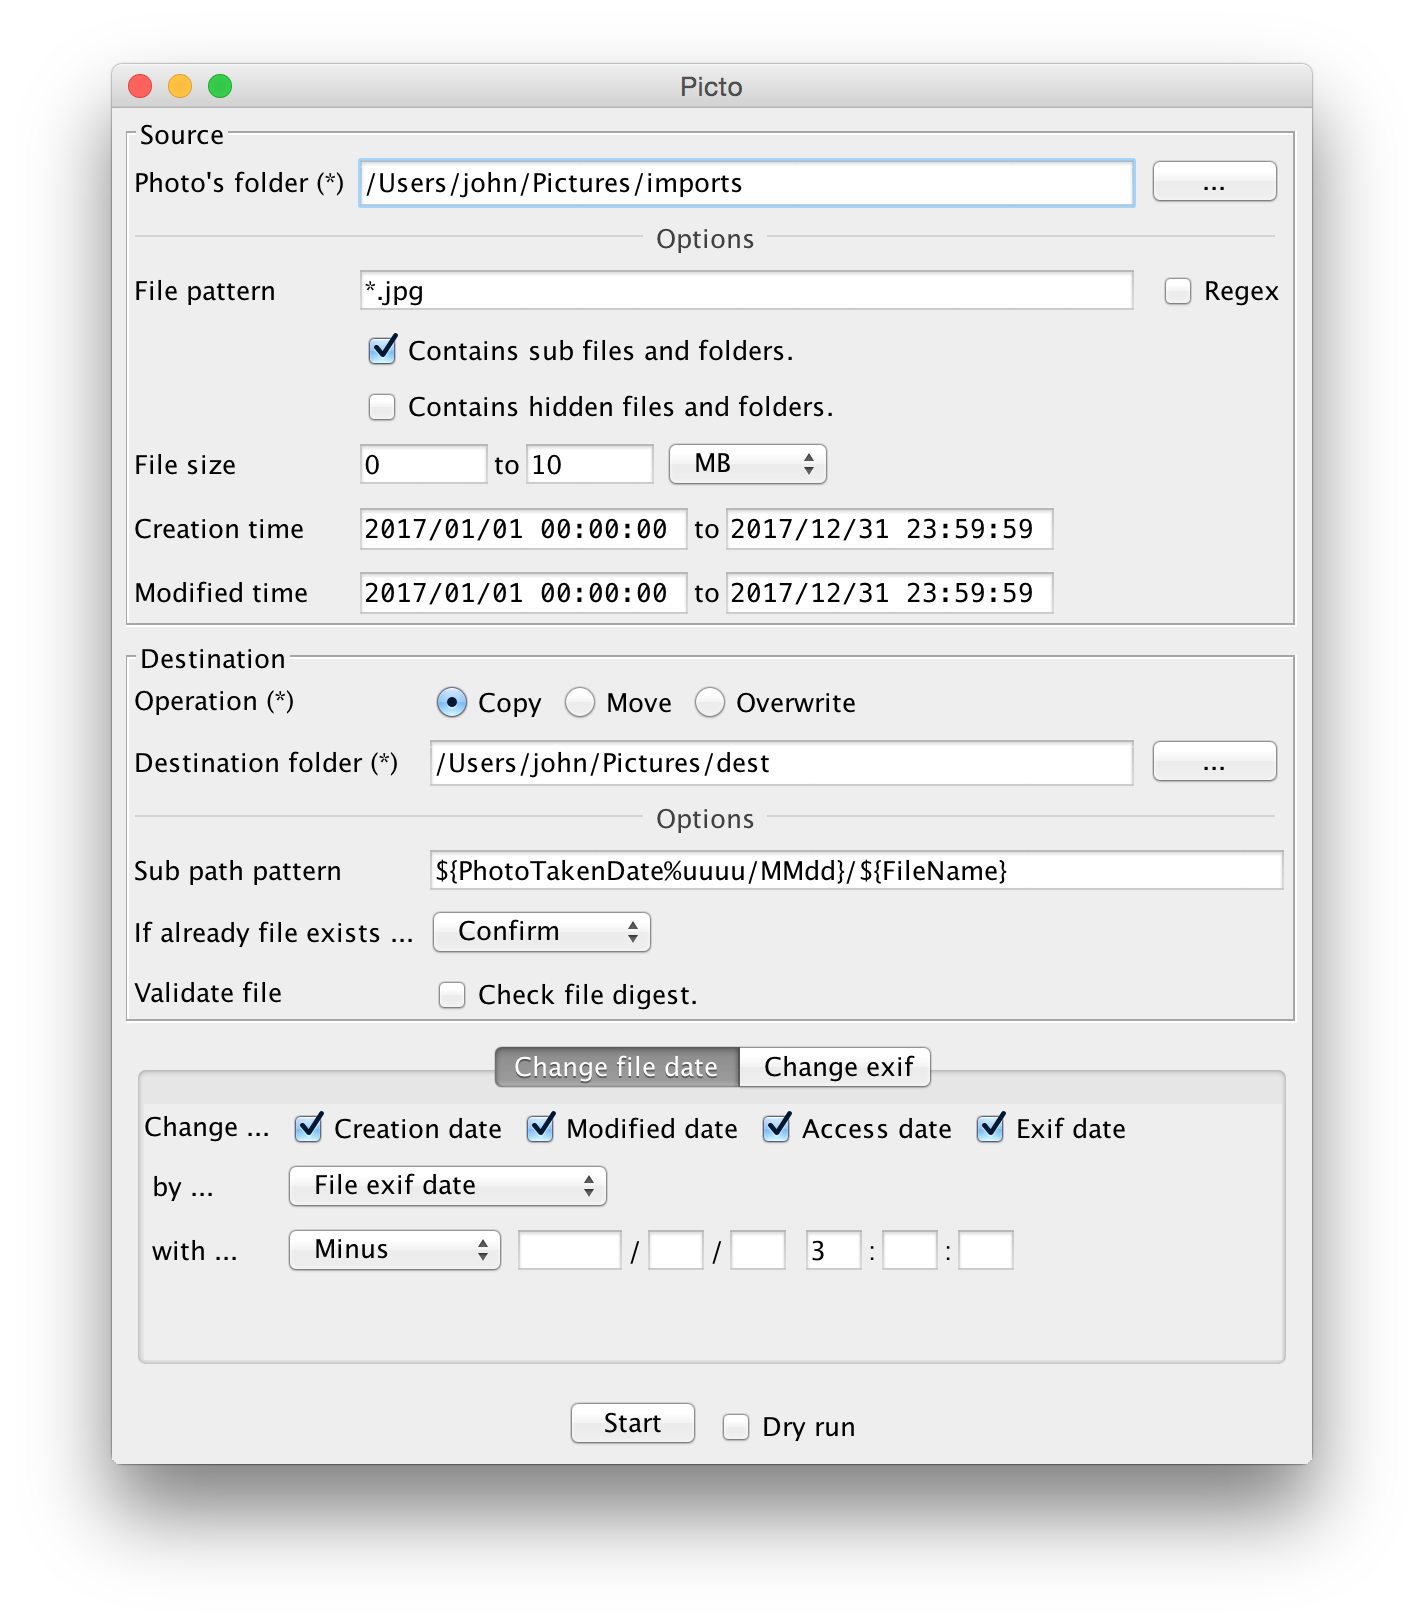 Picto
Source
Photo's folder (*) /Users/john/Pictures/imports ...
Options
File pattern *.jpg Regex
Contains sub files and folders.
Contains hidden files and folders.
File size 0 to 10 MB
Creation time 2017/01/01 00:00:00 to 2017/12/31 23:59:59
Modified time 2017/01/01 00:00:00 to 2017/12/31 23:59:59
Destination
Operation (*) Copy Move Overwrite
Destination folder (*) /Users/john/Pictures/dest ...
Options
Sub path pattern ${PhotoTakenDate%uuuu/MMdd}/${FileName}
If already file exists ... Confirm
Validate file Check file digest.
Change file date Change exif
Change ... Creation date Modified date Access date Exif date
by ... File exif date
with ... Minus / / 3 : :
Start Dry run